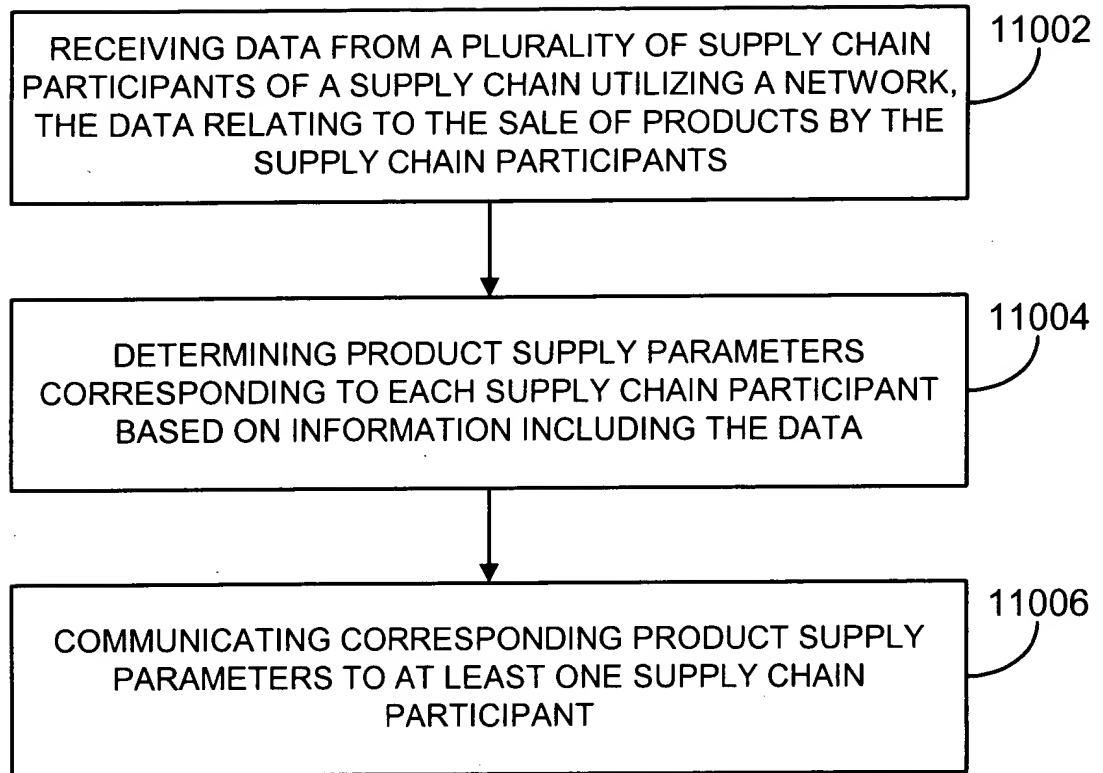 RECEIVING DATA FROM A PLURALITY OF SUPPLY CHAIN
PARTICIPANTS OF A SUPPLY CHAIN UTILIZING A NETWORK,
THE DATA RELATING TO THE SALE OF PRODUCTS BY THE
SUPPLY CHAIN PARTICIPANTS
11002
DETERMINING PRODUCT SUPPLY PARAMETERS
CORRESPONDING TO EACH SUPPLY CHAIN PARTICIPANT
BASED ON INFORMATION INCLUDING THE DATA
11004
COMMUNICATING CORRESPONDING PRODUCT SUPPLY
PARAMETERS TO AT LEAST ONE SUPPLY CHAIN
PARTICIPANT
11006